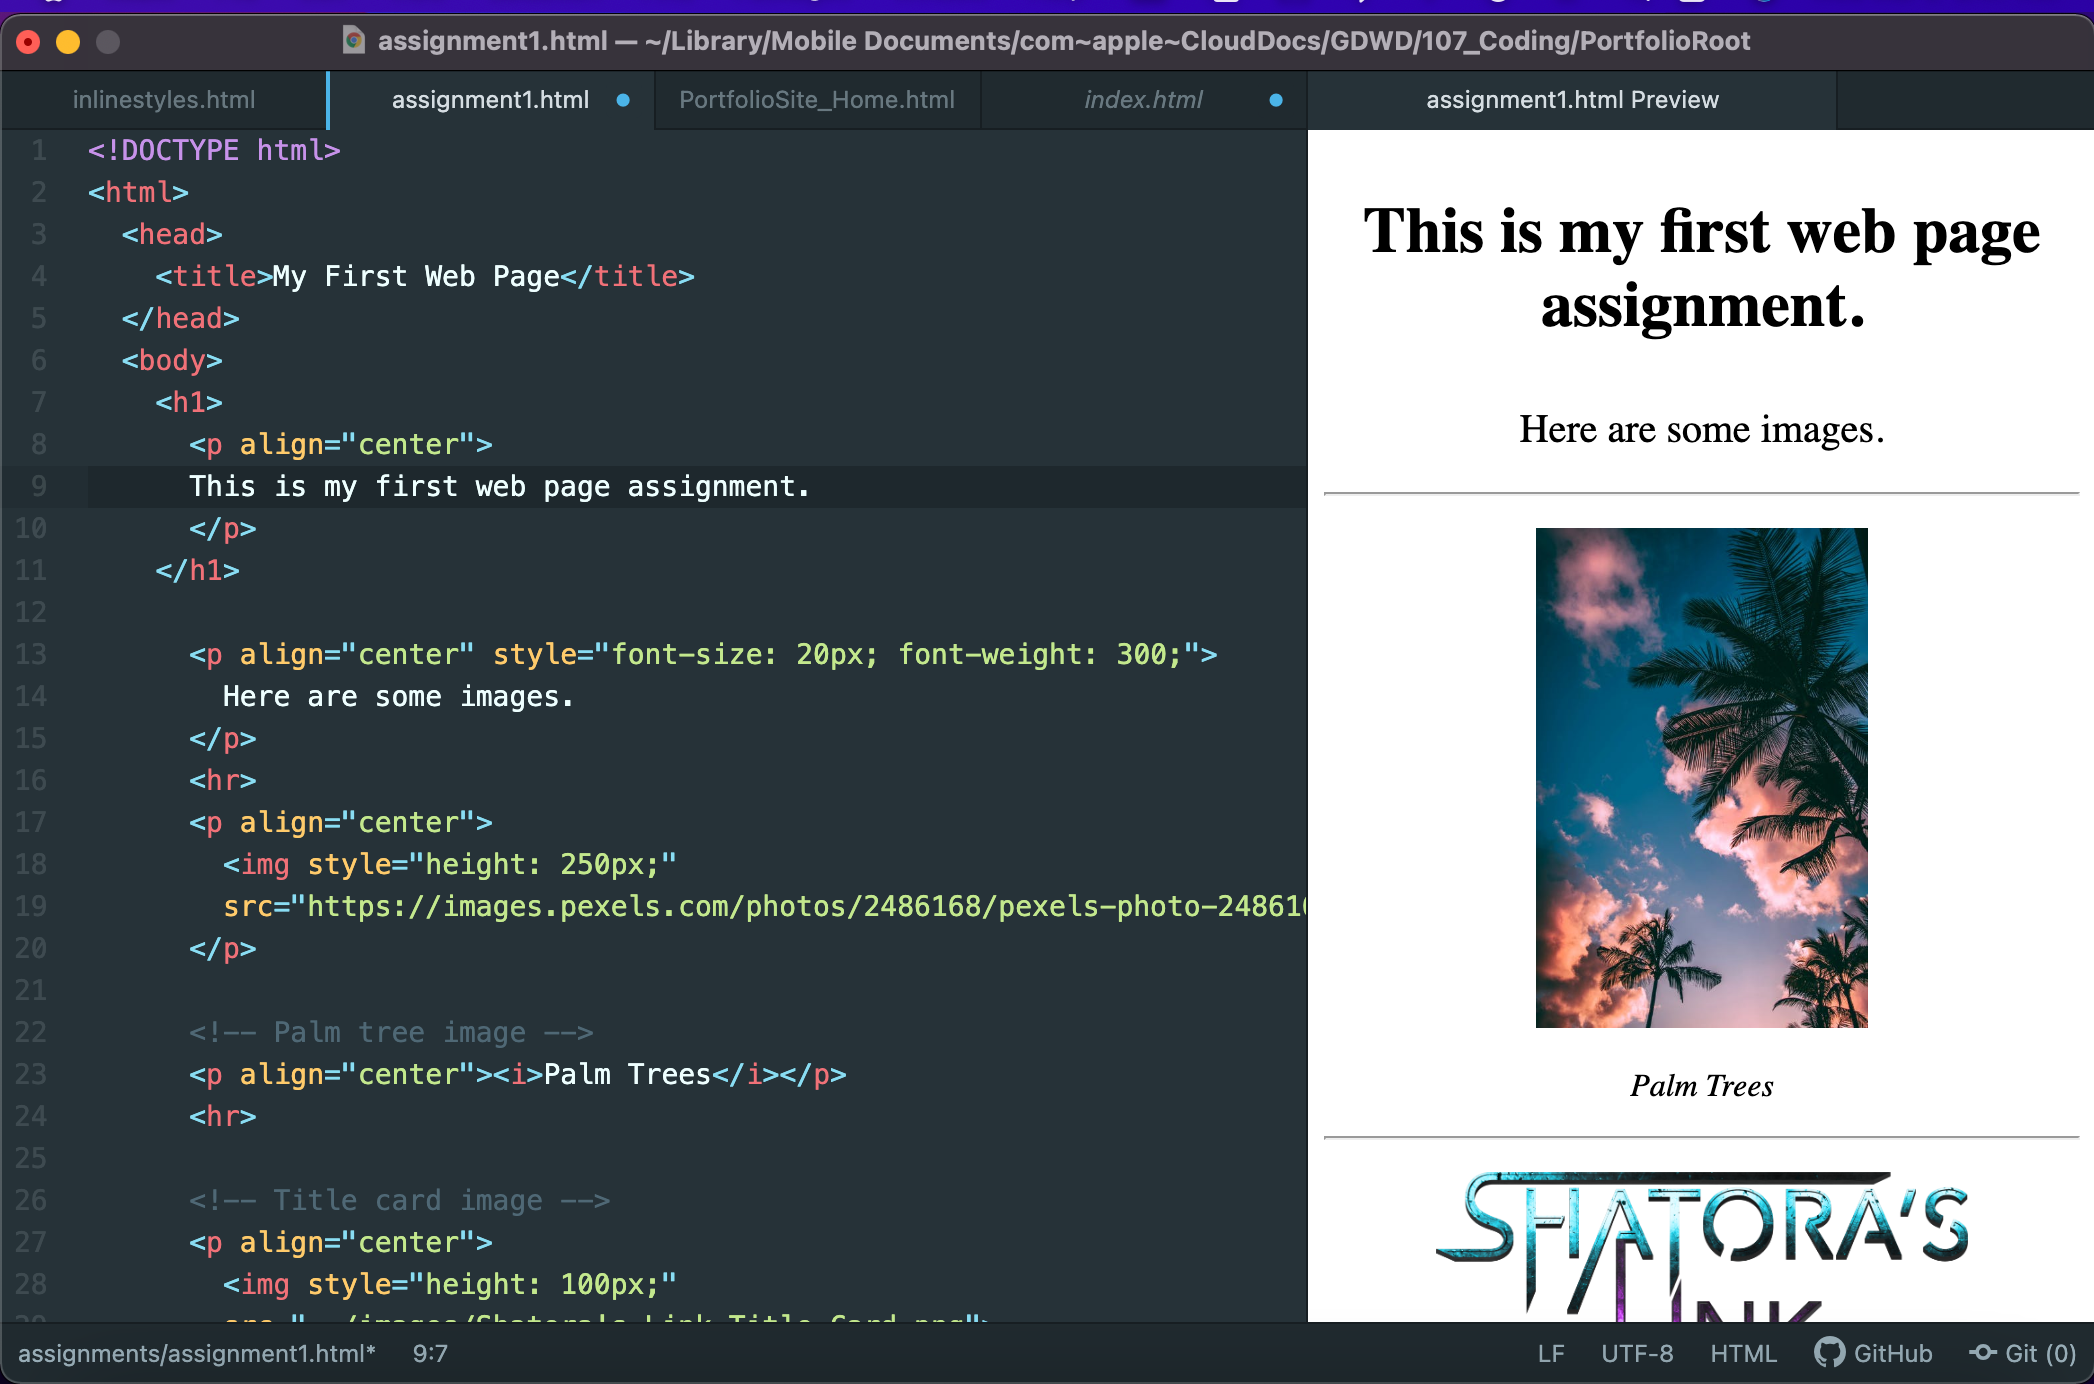 assignment1.html — ~/Library/Mobile Documents/com~apple~CloudDocs/GDWD/107_Coding/PortfolioRoot
inlinestyles.html
assignment1.html
PortfolioSite_Home.html
index.html
assignment1.html Preview
1 <!DOCTYPE html>
2 <html>
3 <head>
4 <title>My First Web Page</title>
5 </head>
6 <body>
7 <h1>
8 <p align="center">
9 This is my first web page assignment.
10 </p>
11 </h1>
12
13 <p align="center" style="font-size: 20px; font-weight: 300;">
14 Here are some images.
15 </p>
16 <hr>
17 <p align="center">
18 <img style="height: 250px;"
19 src="https://images.pexels.com/photos/2486168/pexels-photo-24861
20 </p>
21
22 <!-- Palm tree image -->
23 <p align="center"><i>Palm Trees</i></p>
24 <hr>
25
26 <!-- Title card image -->
27 <p align="center">
28 <img style="height: 100px;"
This is my first web page
assignment.
Here are some images.
Palm Trees
SHATORA'S
assignments/assignment1.html* 9:7
LF UTF-8 HTML GitHub Git (0)